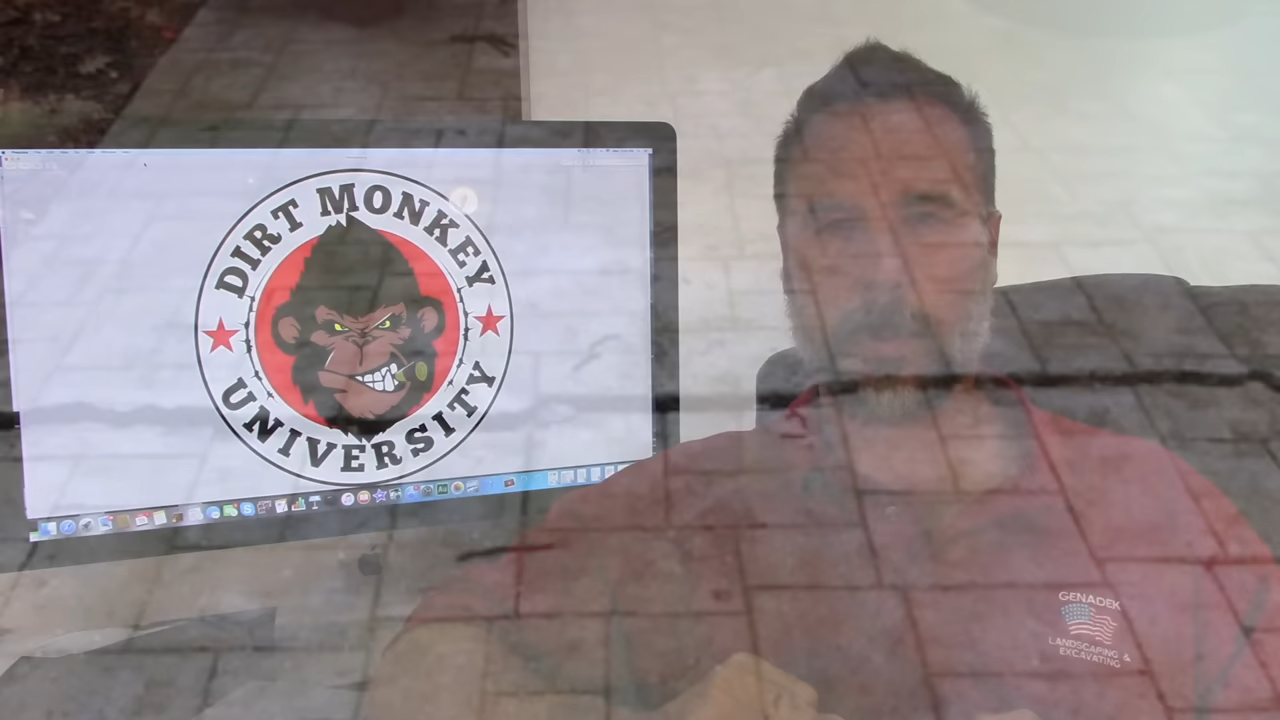 DIRT MONKEY
UNIVERSITY
GENADEK
LANDSCAPING &
EXCAVATING